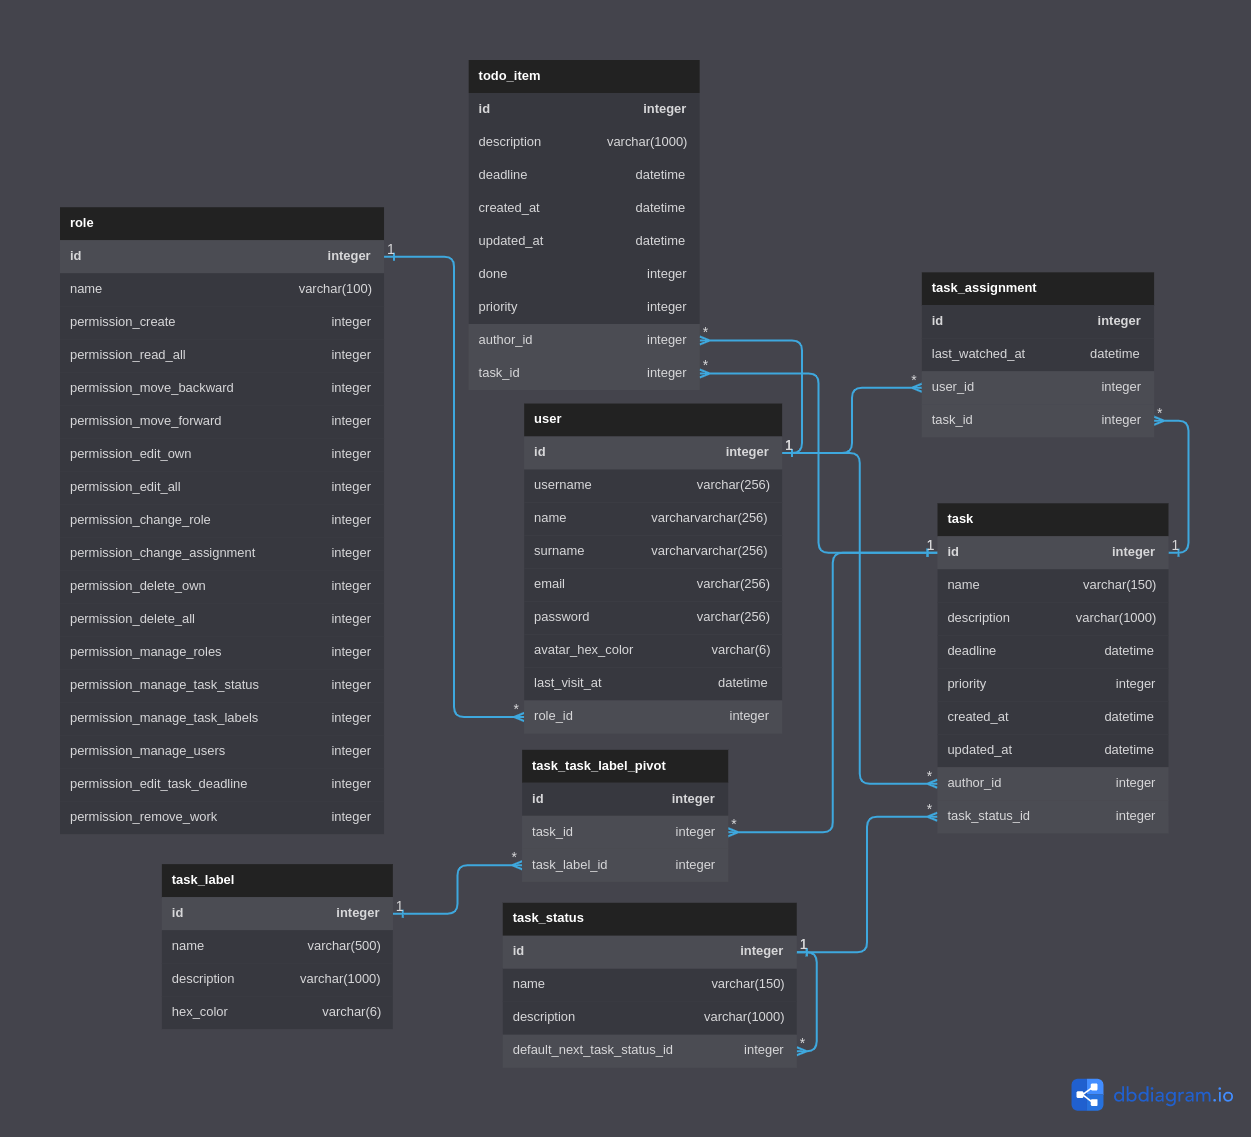 todo_item
id integer
description varchar(1000)
deadline datetime
created_at datetime
updated_at datetime
done integer
priority integer
author_id integer *
task_id integer *
role
id integer 1
name varchar(100)
permission_create integer
permission_read_all integer
permission_move_backward integer
permission_move_forward integer
permission_edit_own integer
permission_edit_all integer
permission_change_role integer
permission_change_assignment integer
permission_delete_own integer
permission_delete_all integer
permission_manage_roles integer
permission_manage_task_status integer
permission_manage_task_labels integer
permission_manage_users integer
permission_edit_task_deadline integer
permission_remove_work integer
task_assignment
id integer
last_watched_at datetime
* user_id integer
task_id integer *
user
id integer 1
username varchar(256)
name varcharvarchar(256)
surname varcharvarchar(256)
email varchar(256)
password varchar(256)
avatar_hex_color varchar(6)
last_visit_at datetime
* role_id integer
task
1 id integer 1
name varchar(150)
description varchar(1000)
deadline datetime
priority integer
created_at datetime
updated_at datetime
* author_id integer
* task_status_id integer
task_task_label_pivot
id integer
task_id integer *
* task_label_id integer
task_label
id integer 1
name varchar(500)
description varchar(1000)
hex_color varchar(6)
task_status
id integer 1
name varchar(150)
description varchar(1000)
default_next_task_status_id integer *
dbdiagram.io